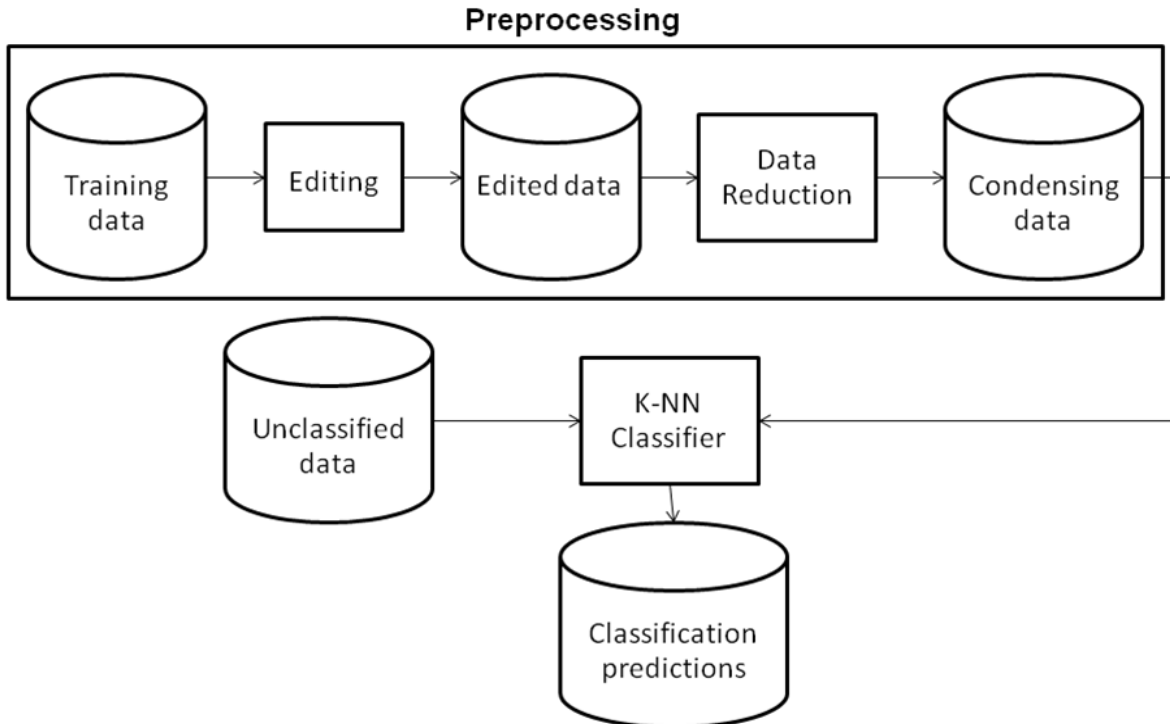 Preprocessing
Training
data
Editing
Edited data
Data
Reduction
Condensing
data
Unclassified
data
K-NN
Classifier
Classification
predictions